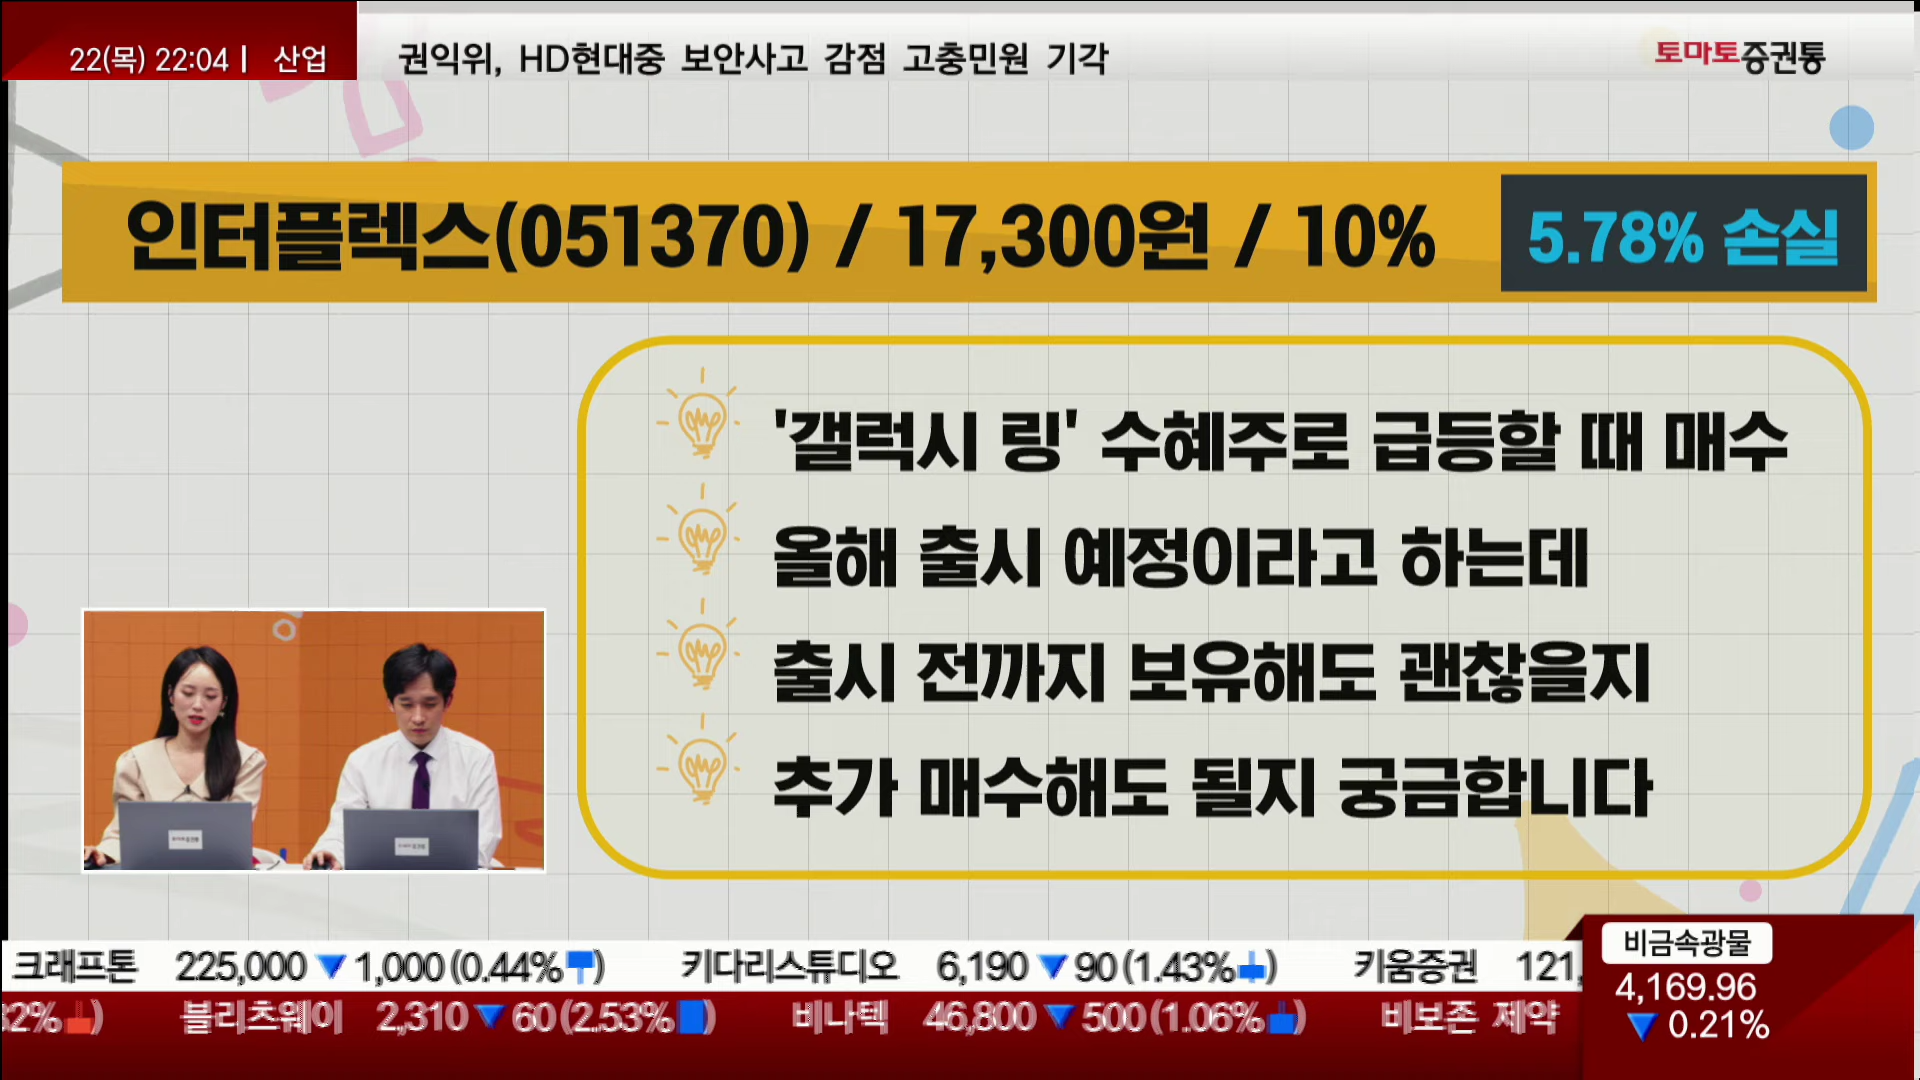 22(목) 22:04 | 산업
권익위, HD현대중 보안사고 감점 고충민원 기각
토마토증권통
인터플렉스(051370) / 17,300원 / 10%
5.78% 손실
'갤럭시 링' 수혜주로 급등할 때 매수
올해 출시 예정이라고 하는데
출시 전까지 보유해도 괜찮을지
추가 매수해도 될지 궁금합니다
크래프톤 225,000 ▼ 1,000 (0.44%) 키다리스튜디오 6,190 ▼ 90 (1.43%) 키움증권 121,
32%) 블리츠웨이 2,310 ▼ 60 (2.53%) 비나텍 46,800 ▼ 500 (1.06%) 비보존 제약
비금속광물
4,169.96
▼ 0.21%